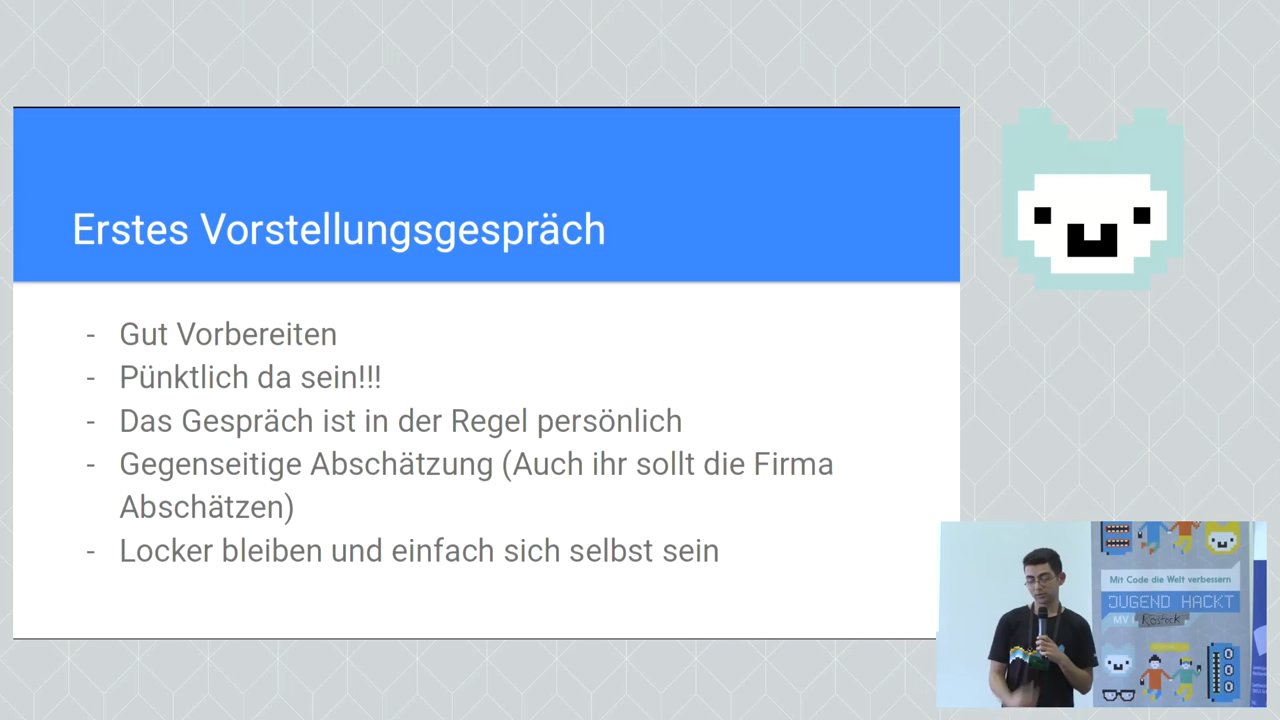 Erstes Vorstellungsgespräch
- Gut Vorbereiten
- Pünktlich da sein!!!
- Das Gespräch ist in der Regel persönlich
- Gegenseitige Abschätzung (Auch ihr sollt die Firma
Abschätzen)
- Locker bleiben und einfach sich selbst sein
Mit Code die Welt verbessern
JUGEND HACKT
MV
Rostock